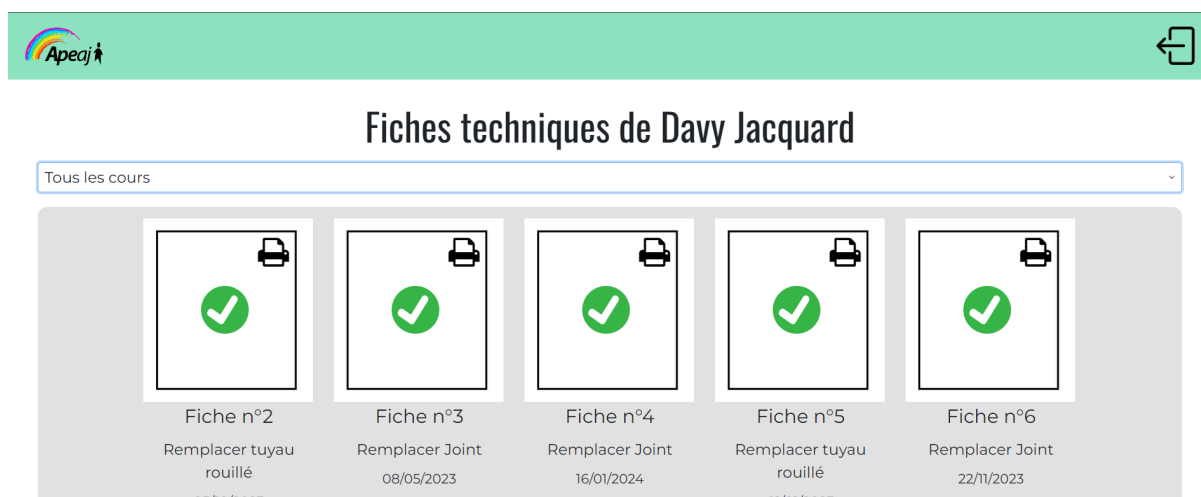 Apeaj
Fiches techniques de Davy Jacquard
Tous les cours
Fiche n°2
Remplacer tuyau
rouillé
Fiche n°3
Remplacer Joint
08/05/2023
Fiche n°4
Remplacer Joint
16/01/2024
Fiche n°5
Remplacer tuyau
rouillé
Fiche n°6
Remplacer Joint
22/11/2023